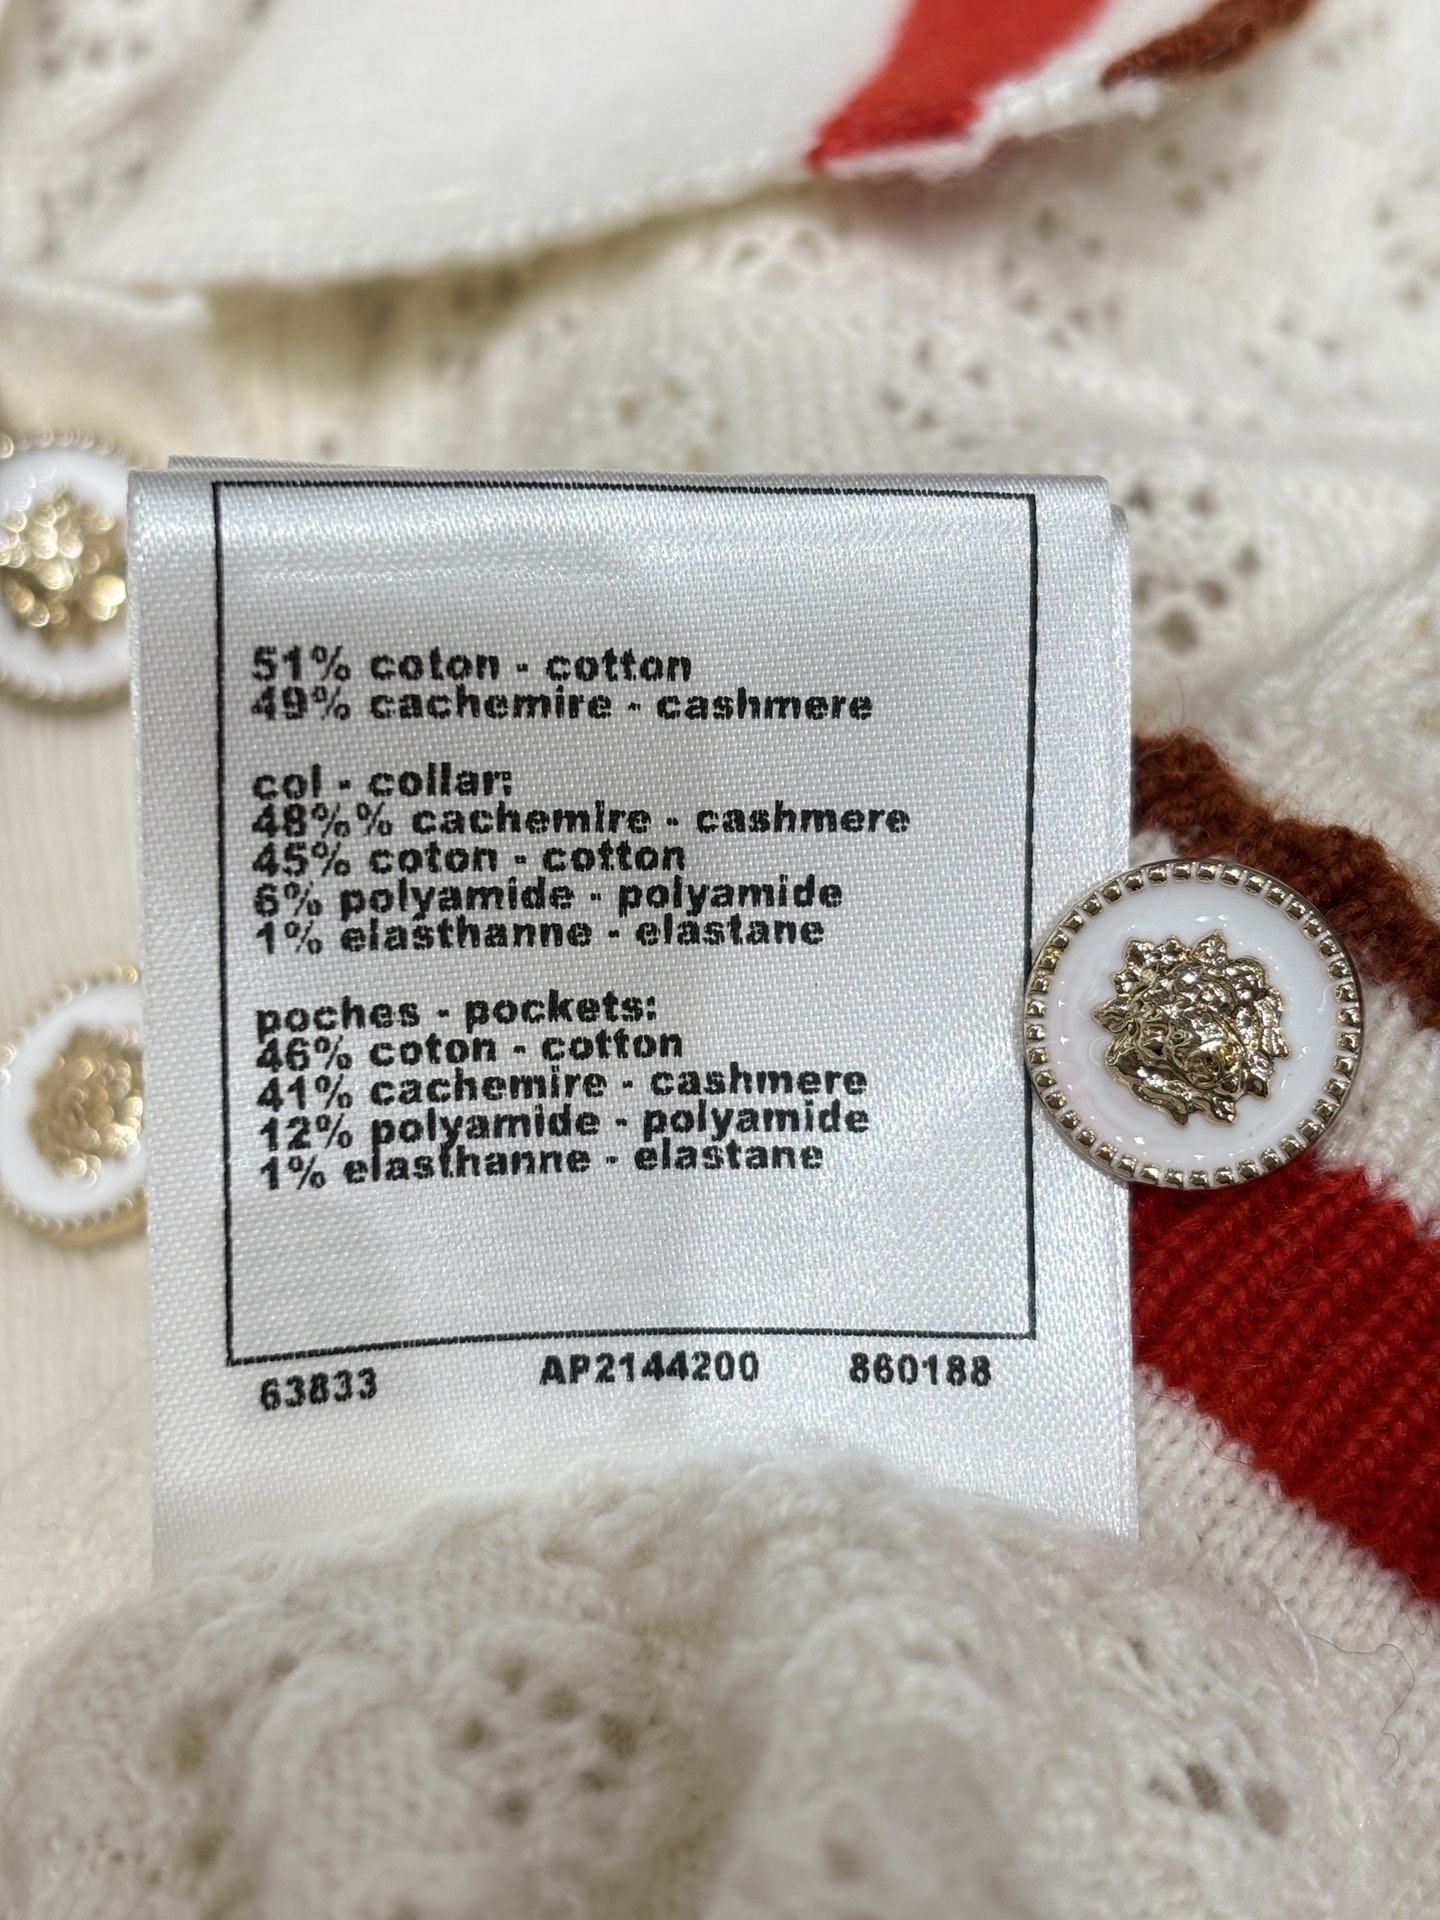 51% coton - cotton
49% cachemire - cashmere
col - collar:
48%% cachemire - cashmere
45% coton - cotton
6% polyamide - polyamide
1% elasthanne - elastane
poches - pockets:
46% coton - cotton
41% cachemire - cashmere
12% polyamide - polyamide
1% elasthanne - elastane
63833 AP2144200 860188